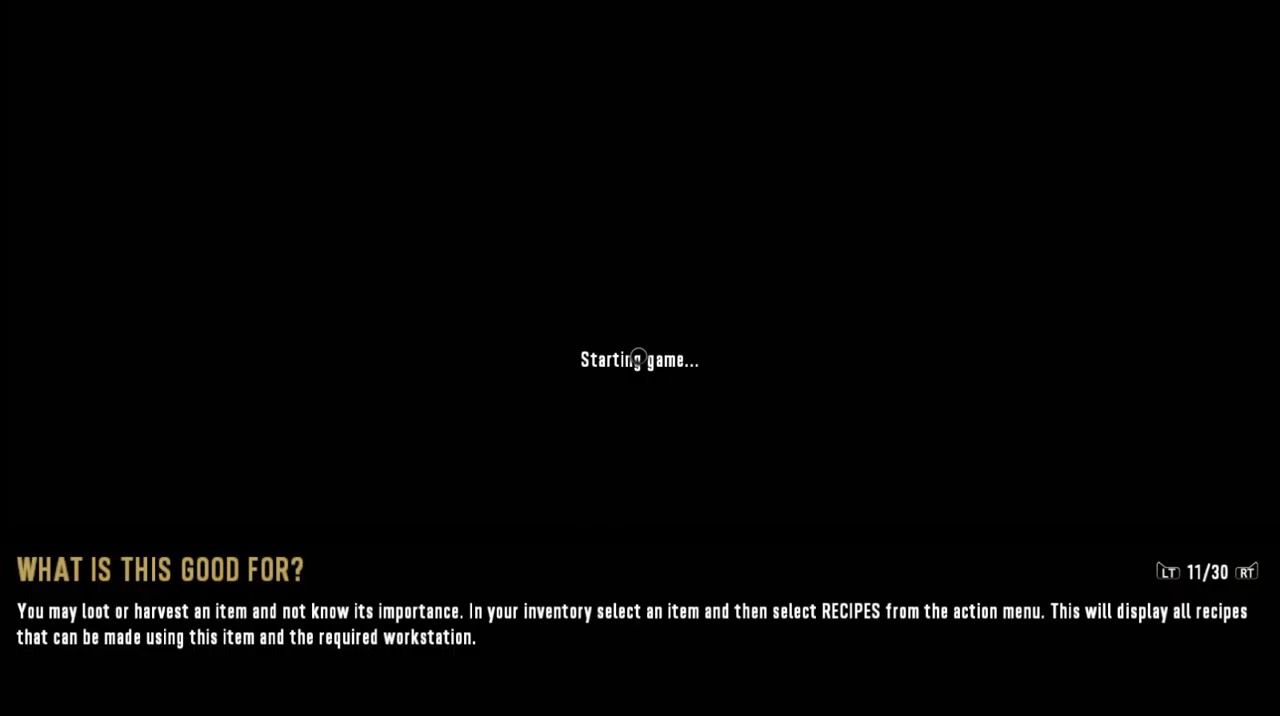 Starting game...
WHAT IS THIS GOOD FOR?
LT 11/30 RT
You may loot or harvest an item and not know its importance. In your inventory select an item and then select RECIPES from the action menu. This will display all recipes
that can be made using this item and the required workstation.